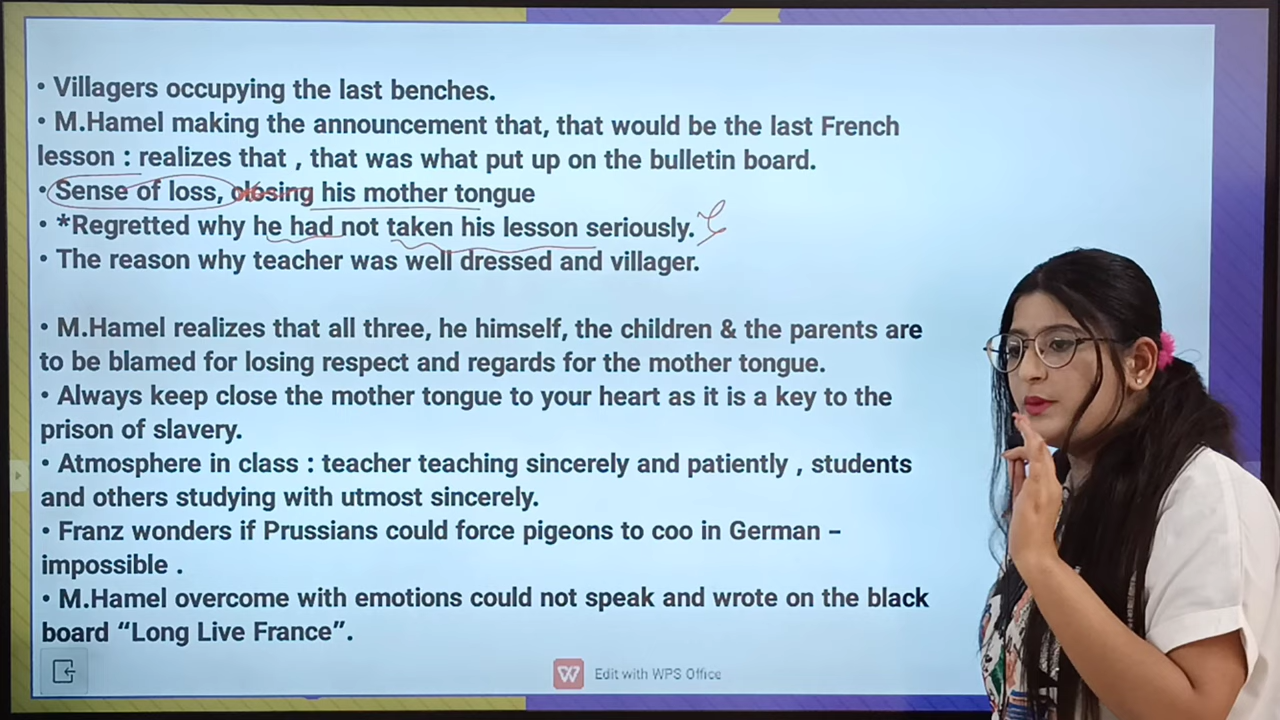 • Villagers occupying the last benches.
• M.Hamel making the announcement that, that would be the last French
lesson : realizes that , that was what put up on the bulletin board.
• Sense of loss, olosing his mother tongue
• *Regretted why he had not taken his lesson seriously.
• The reason why teacher was well dressed and villager.
• M.Hamel realizes that all three, he himself, the children & the parents are
to be blamed for losing respect and regards for the mother tongue.
• Always keep close the mother tongue to your heart as it is a key to the
prison of slavery.
• Atmosphere in class : teacher teaching sincerely and patiently , students
and others studying with utmost sincerely.
• Franz wonders if Prussians could force pigeons to coo in German –
impossible .
• M.Hamel overcome with emotions could not speak and wrote on the black
board “Long Live France”.
Edit with WPS Office